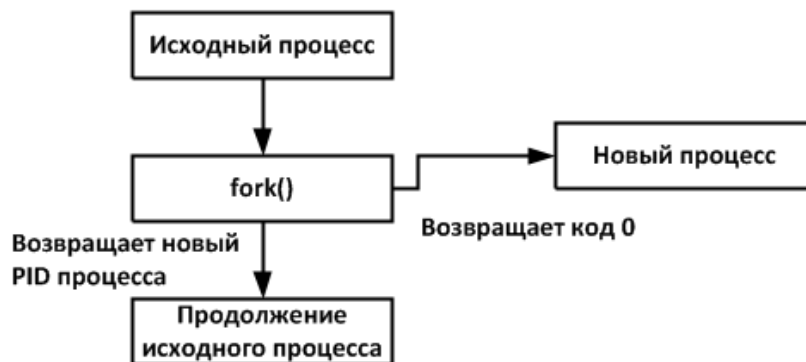 Исходный процесс
fork()
Новый процесс
Возвращает код 0
Возвращает новый
PID процесса
Продолжение
исходного процесса